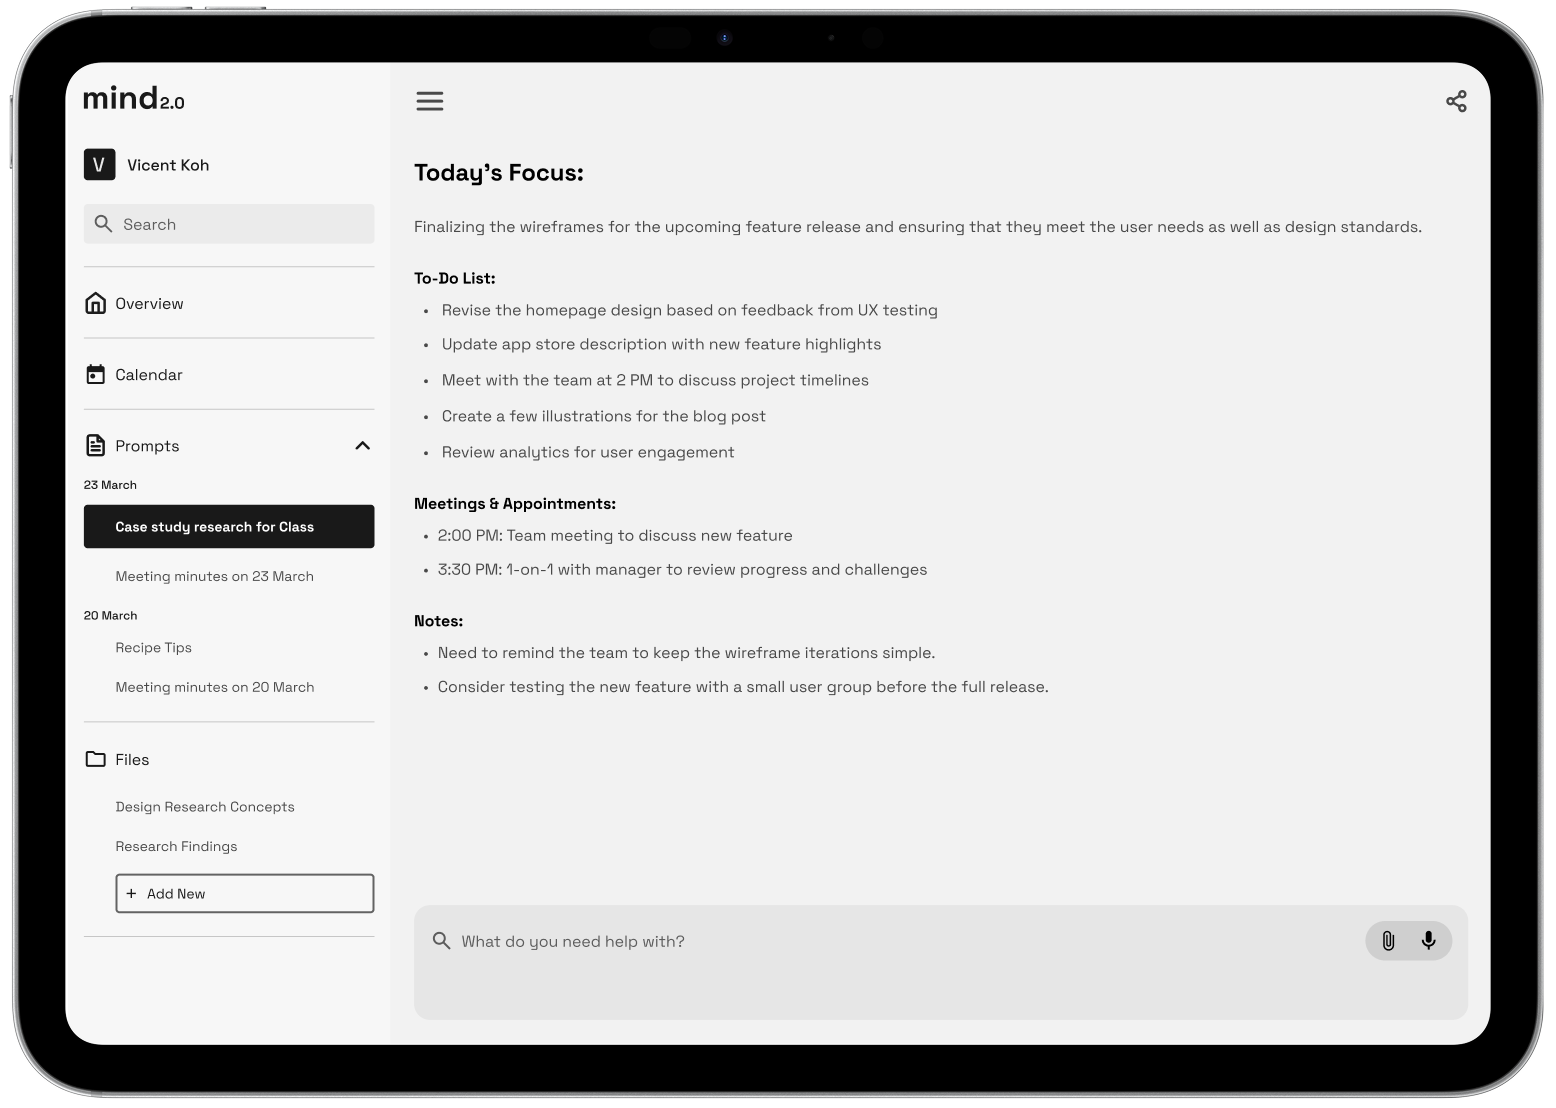 mind 2.0
V
Vicent Koh
Search
Overview
Calendar
Prompts
23 March
Case study research for Class
Meeting minutes on 23 March
20 March
Recipe Tips
Meeting minutes on 20 March
Files
Design Research Concepts
Research Findings
+ Add New
Today's Focus:
Finalizing the wireframes for the upcoming feature release and ensuring that they meet the user needs as well as design standards.
To-Do List:
• Revise the homepage design based on feedback from UX testing
• Update app store description with new feature highlights
• Meet with the team at 2 PM to discuss project timelines
• Create a few illustrations for the blog post
• Review analytics for user engagement
Meetings & Appointments:
• 2:00 PM: Team meeting to discuss new feature
• 3:30 PM: 1-on-1 with manager to review progress and challenges
Notes:
• Need to remind the team to keep the wireframe iterations simple.
• Consider testing the new feature with a small user group before the full release.
What do you need help with?